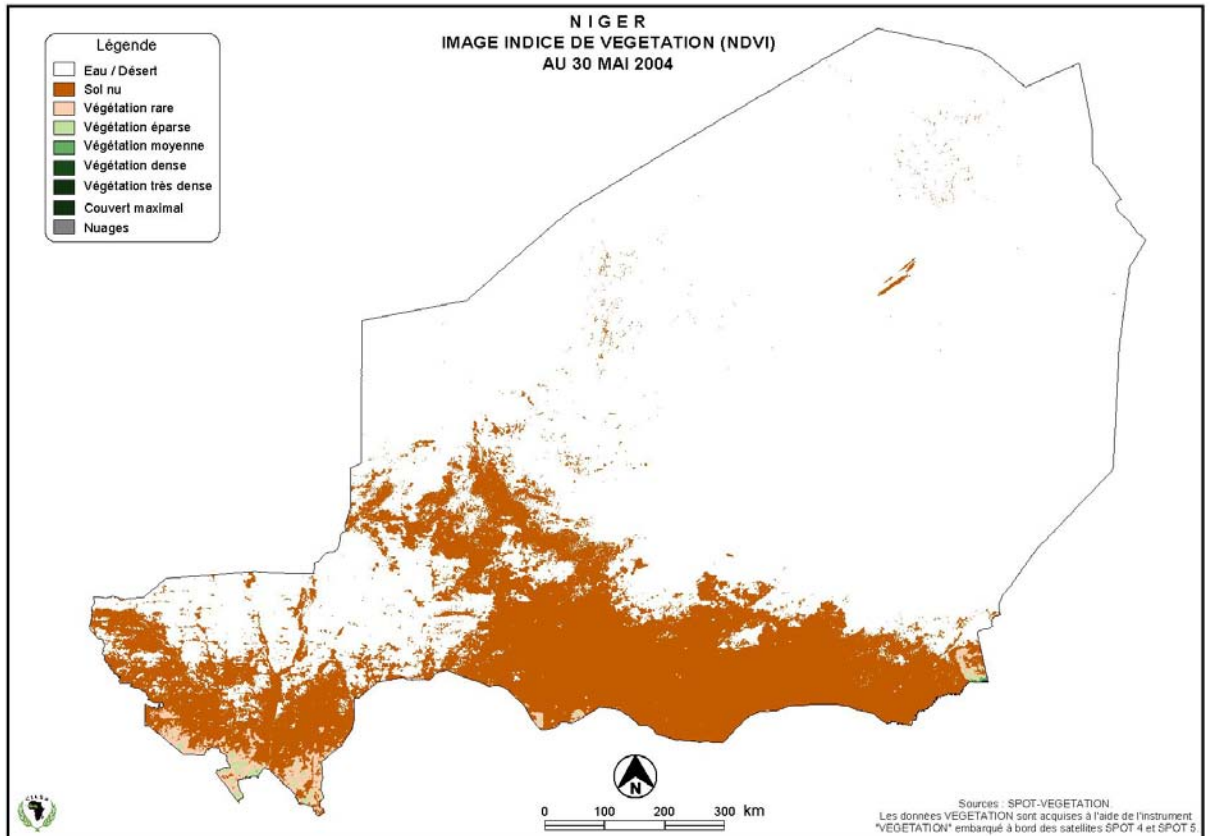 NIGER
IMAGE INDICE DE VEGETATION (NDVI)
AU 30 MAI 2004
Légende
Eau / Désert
Sol nu
Végétation rare
Végétation éparse
Végétation moyenne
Végétation dense
Végétation très dense
Couvert maximal
Nuages
N
0 100 200 300 km
CILSS
Sources : SPOT-VEGETATION.
Les données VEGETATION sont acquises à l'aide de l'instrument
"VEGETATION" embarqué à bord des satellites SPOT 4 et SPOT 5